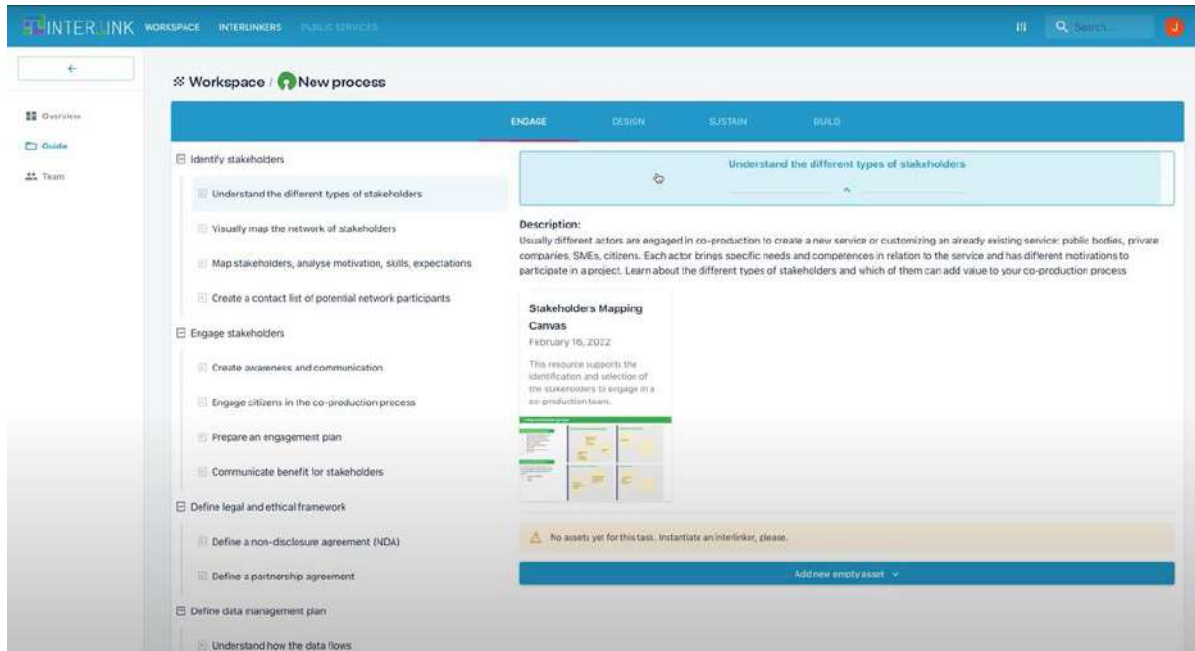 INTERLINK WORKSPACE INTERLINKERS PUBLIC SERVICES Search... J
Workspace / New process
Overview
Guide
Team
ENGAGE DESIGN SUSTAIN BUILD
Identify stakeholders
Understand the different types of stakeholders
Visually map the network of stakeholders
Map stakeholders, analyse motivation, skills, expectations
Create a contact list of potential network participants
Engage stakeholders
Create awareness and communication
Engage citizens in the co-production process
Prepare an engagement plan
Communicate benefit for stakeholders
Define legal and ethical framework
Define a non-disclosure agreement (NDA)
Define a partnership agreement
Define data management plan
Understand how the data flows
Understand the different types of stakeholders
Description:
Usually different actors are engaged in co-production to create a new service or customizing an already existing service: public bodies, private
companies, SMEs, citizens. Each actor brings specific needs and competences in relation to the service and has different motivations to
participate in a project. Learn about the different types of stakeholders and which of them can add value to your co-production process
Stakeholders Mapping
Canvas
February 16, 2022
This resource supports the
identification and selection of
the stakeholders to engage in a
co-production team.
No assets yet for this task. Instantiate an interlinker, please.
Add new empty asset